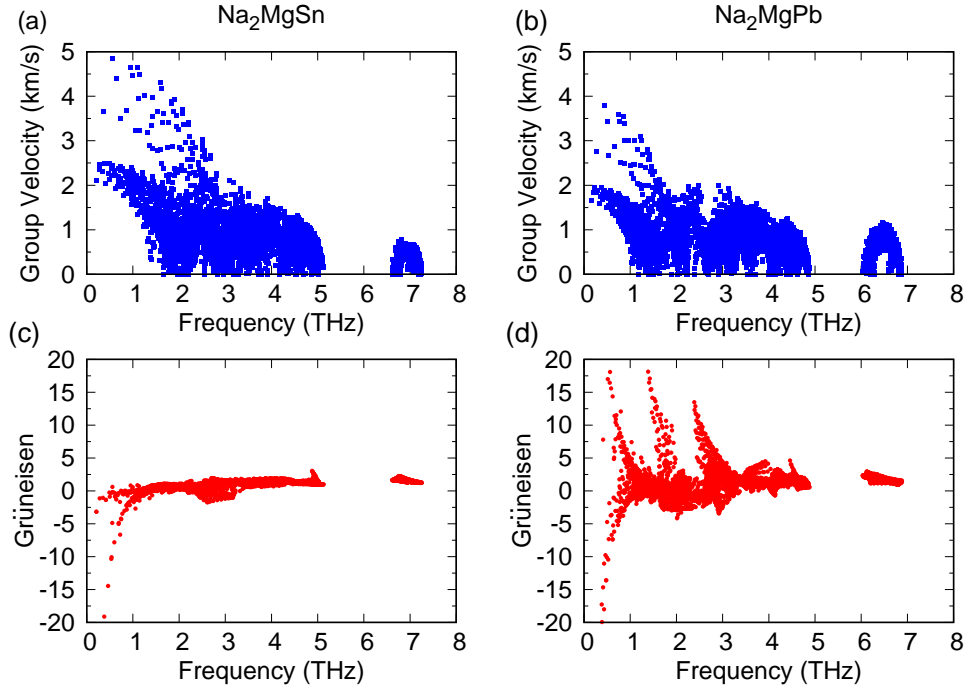 (a) Na₂MgSn
(b) Na₂MgPb
Group Velocity (km/s)
5
4
3
2
1
0
0 1 2 3 4 5 6 7 8
Frequency (THz)
Group Velocity (km/s)
5
4
3
2
1
0
0 1 2 3 4 5 6 7 8
Frequency (THz)
(c)
Grüneisen
20
15
10
5
0
-5
-10
-15
-20
0 1 2 3 4 5 6 7 8
Frequency (THz)
(d)
Grüneisen
20
15
10
5
0
-5
-10
-15
-20
0 1 2 3 4 5 6 7 8
Frequency (THz)